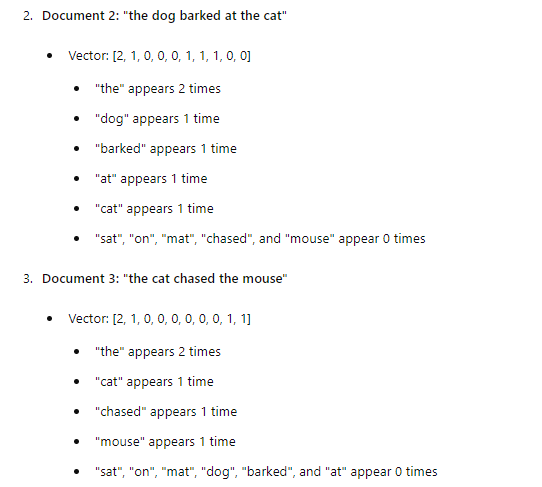 2. Document 2: "the dog barked at the cat"
• Vector: [2, 1, 0, 0, 0, 1, 1, 1, 0, 0]
• "the" appears 2 times
• "dog" appears 1 time
• "barked" appears 1 time
• "at" appears 1 time
• "cat" appears 1 time
• "sat", "on", "mat", "chased", and "mouse" appear 0 times
3. Document 3: "the cat chased the mouse"
• Vector: [2, 1, 0, 0, 0, 0, 0, 0, 1, 1]
• "the" appears 2 times
• "cat" appears 1 time
• "chased" appears 1 time
• "mouse" appears 1 time
• "sat", "on", "mat", "dog", "barked", and "at" appear 0 times